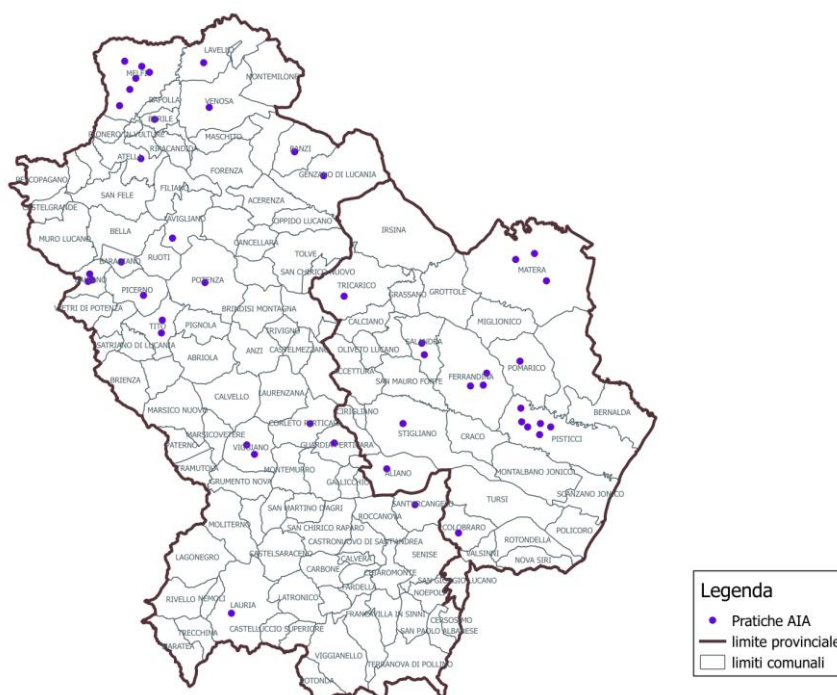 LAVELLO
MELFI
MONTEMILONE
RAPOLLA
VENOSA
BARILE
RIONERO IN VULTURE
MASCHITO
RIPACANDIDA
ATELLA
BANZI
GENZANO DI LUCANIA
PESCOPAGANO
FORENZA
SAN FELE
FILIANO
ACERENZA
CASTELGRANDE
AVIGLIANO
OPPIDO LUCANO
BELLA
IRSINA
MURO LUCANO
CANCELLARA
RUOTI
TOLVE
BARAGIANO
SAN CHIRICO NUOVO
MATERA
POTENZA
TRICARICO
GROTTOLE
PICERNO
GRASSANO
VIETRI DI POTENZA
BRINDISI MONTAGNA
CALCIANO
MIGLIONICO
TITO
PIGNOLA
TRIVIGNO
SATRIANO DI LUCANIA
SALANDRA
ANZI
CASTELMEZZANO
OLIVETO LUCANO
ABRIOLA
POMARICO
ACCETTURA
FERRANDINA
BRIENZA
SAN MAURO FORTE
CALVELLO
LAURENZANA
BERNALDA
MARSICO NUOVO
CIRIGLIANO
CORLETO PERTICARA
STIGLIANO
MARSICOVETERE
CRACO
PISTICCI
PATERNO
VIGGIANO
GUARDIA PERTICARA
TRAMUTOLA
MONTEMURRO
ALIANO
MONTALBANO JONICO
GRUMENTO NOVA
GALLICCHIO
SCANZANO JONICO
SAN MARTINO D'AGRI
SANT'ARCANGELO
TURSI
ROCCANOVA
MOLITERNO
SAN CHIRICO RAPARO
COLOBRARO
POLICORO
CASTRONUOVO DI SANT'ANDREA
ROTONDELLA
LAGONEGRO
CASTELSARACENO
SENISE
VALSINNI
CALVERA
NOVA SIRI
CARBONE
CHIAROMONTE
SAN GIORGIO LUCANO
FARDELLA
NOEPOLI
RIVELLO
NEMOLI
LATRONICO
LAURIA
FRANCAVILLA IN SINNI
CERSOSIMO
TRECCHINA
CASTELLUCCIO SUPERIORE
SAN PAOLO ALBANESE
MARATEA
VIGGIANELLO
TERRANOVA DI POLLINO
ROTONDA
Legenda
Pratiche AIA
limite provinciale
limiti comunali